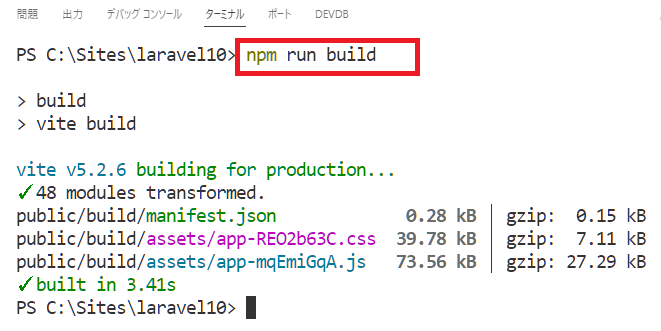 問題 出力 デバッグ コンソール ターミナル ポート DEVDB
PS C:\Sites\laravel10> npm run build
> build
> vite build
vite v5.2.6 building for production...
✓ 48 modules transformed.
public/build/manifest.json 0.28 kB │ gzip: 0.15 kB
public/build/assets/app-REO2b63C.css 39.78 kB │ gzip: 7.11 kB
public/build/assets/app-mqEmiGqA.js 73.56 kB │ gzip: 27.29 kB
✓ built in 3.41s
PS C:\Sites\laravel10>